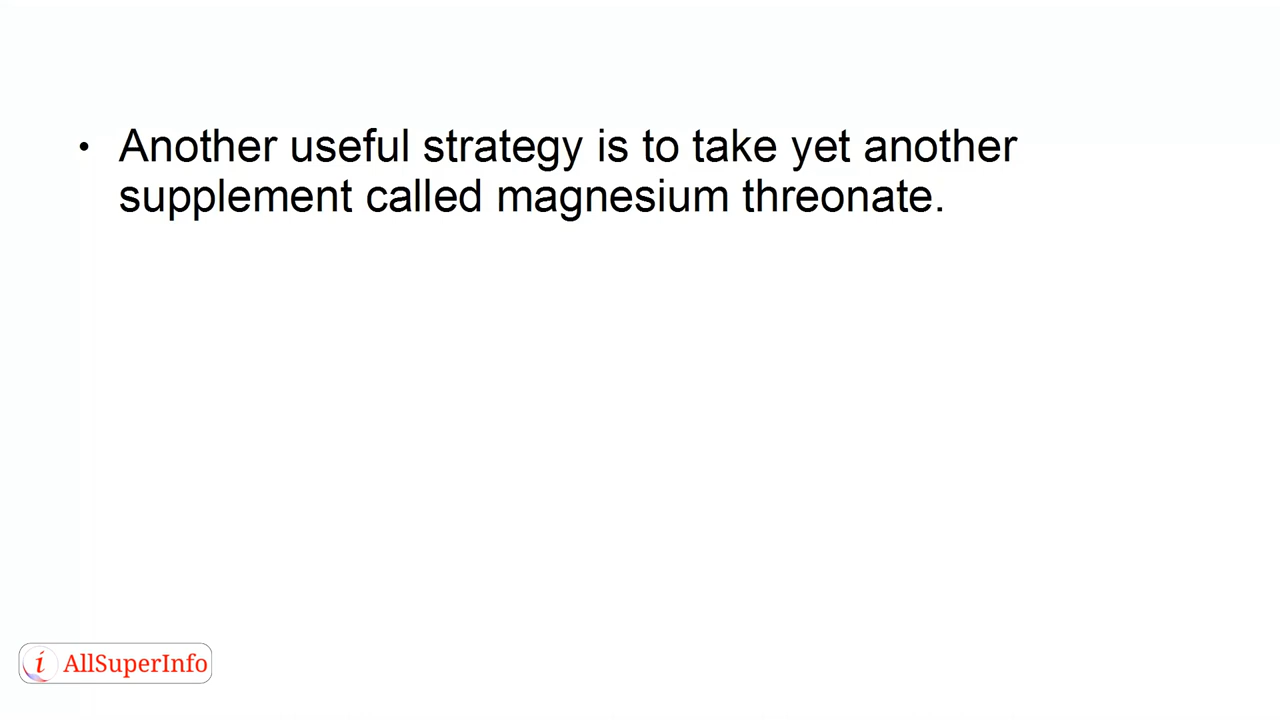 • Another useful strategy is to take yet another
supplement called magnesium threonate.
i AllSuperInfo